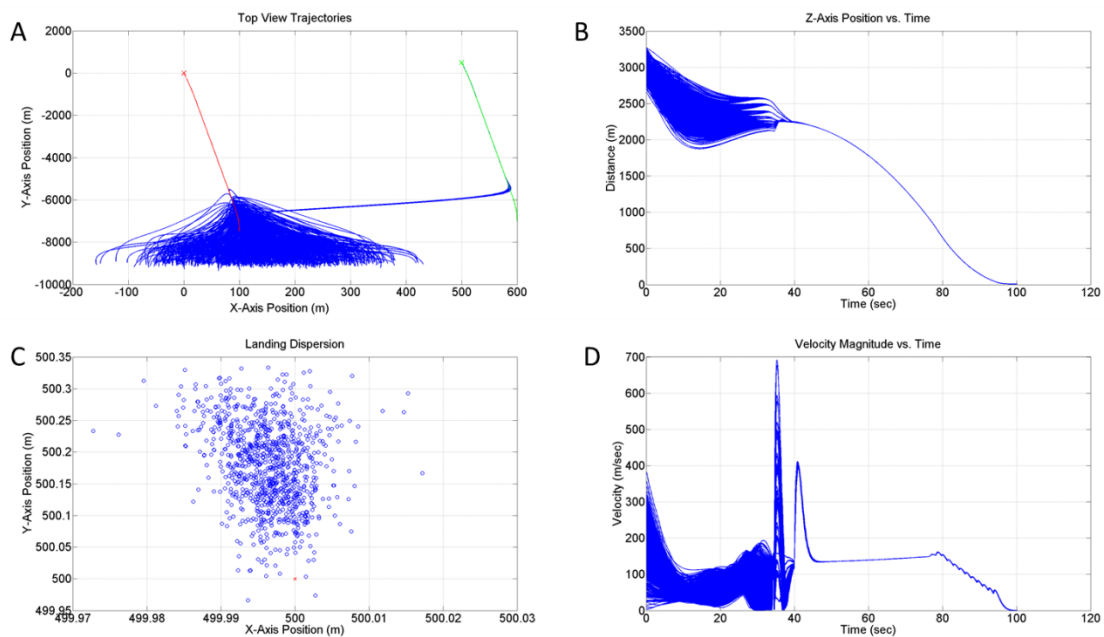 A
Top View Trajectories
2000
0
-2000
-4000
-6000
-8000
-10000
-200 -100 0 100 200 300 400 500 600
Y-Axis Position (m)
X-Axis Position (m)
B
Z-Axis Position vs. Time
3500
3000
2500
2000
1500
1000
500
0
0 20 40 60 80 100 120
Distance (m)
Time (sec)
C
Landing Dispersion
500.35
500.3
500.25
500.2
500.15
500.1
500.05
500
499.95
499.97 499.98 499.99 500 500.01 500.02 500.03
Y-Axis Position (m)
X-Axis Position (m)
D
Velocity Magnitude vs. Time
700
600
500
400
300
200
100
0
0 20 40 60 80 100 120
Velocity (m/sec)
Time (sec)